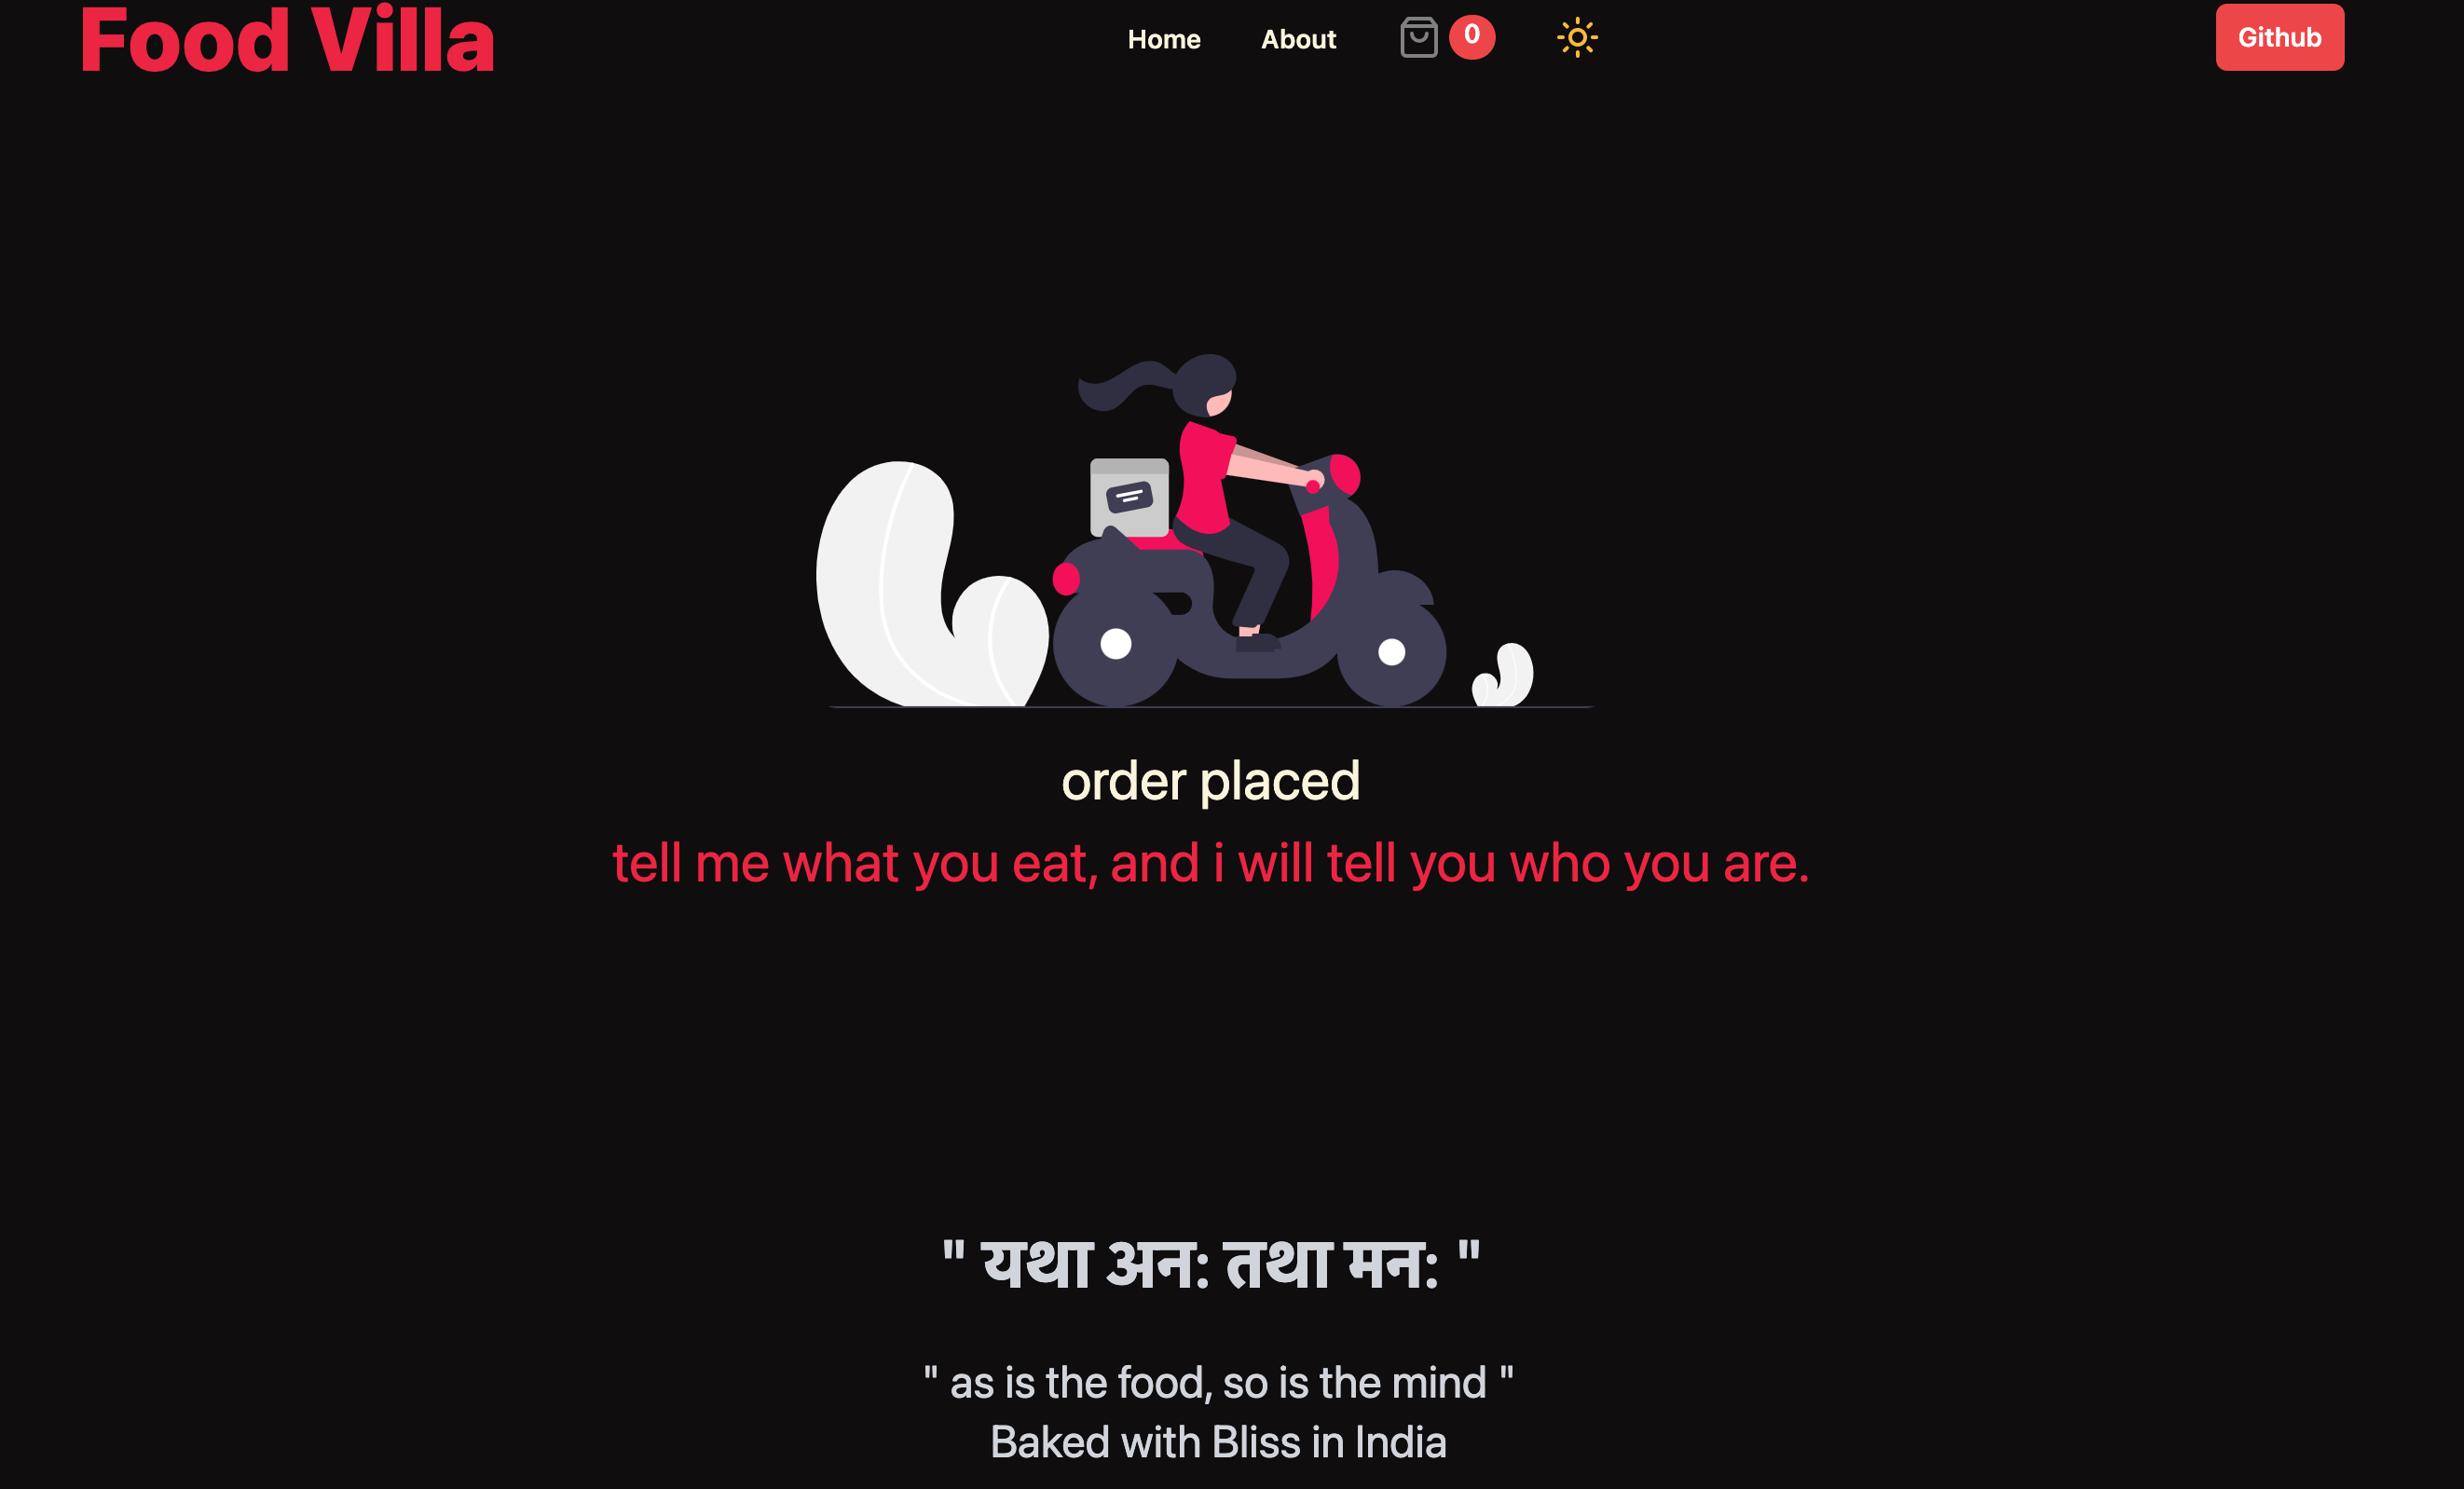 Food Villa
Home
About
0
Github
order placed
tell me what you eat, and i will tell you who you are.
" यथा अनः तथा मनः "
" as is the food, so is the mind "
Baked with Bliss in India